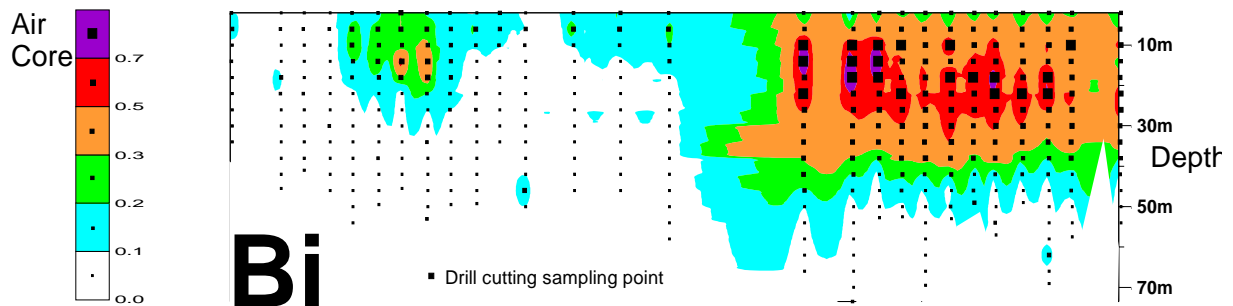 Air
Core
0.7
0.5
0.3
0.2
0.1
0.0
10m
30m
Depth
50m
70m
Bi
Drill cutting sampling point